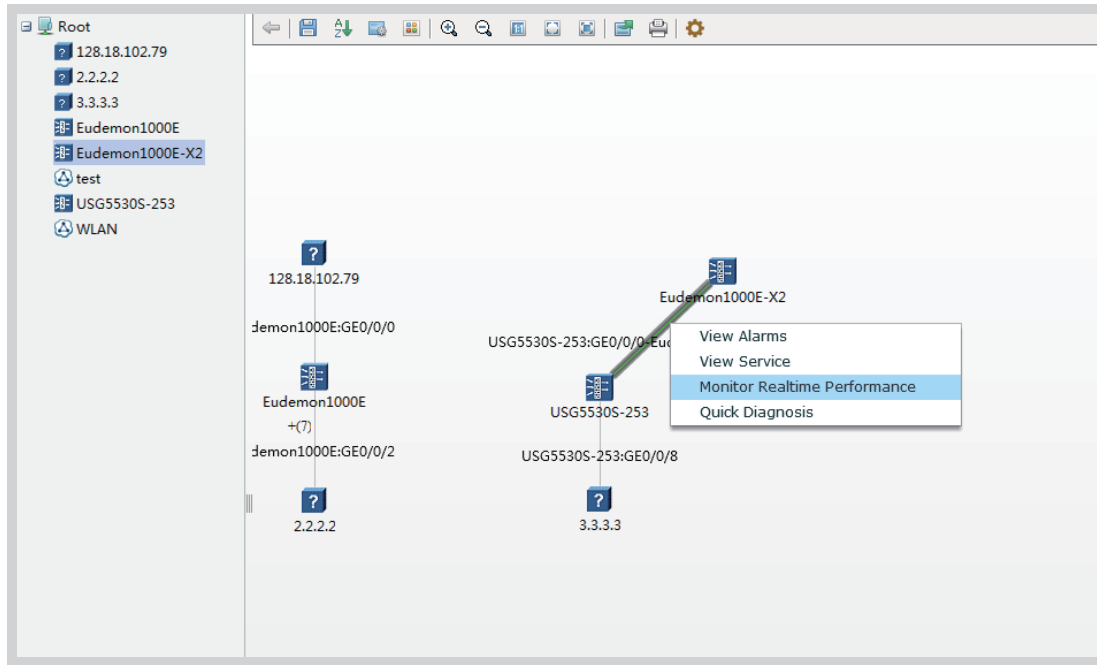 Root
128.18.102.79
2.2.2.2
3.3.3.3
Eudemon1000E
Eudemon1000E-X2
test
USG5530S-253
WLAN
128.18.102.79
demon1000E:GE0/0/0
Eudemon1000E
+(7)
demon1000E:GE0/0/2
2.2.2.2
Eudemon1000E-X2
USG5530S-253:GE0/0/0-Eu
USG5530S-253
USG5530S-253:GE0/0/8
3.3.3.3
View Alarms
View Service
Monitor Realtime Performance
Quick Diagnosis